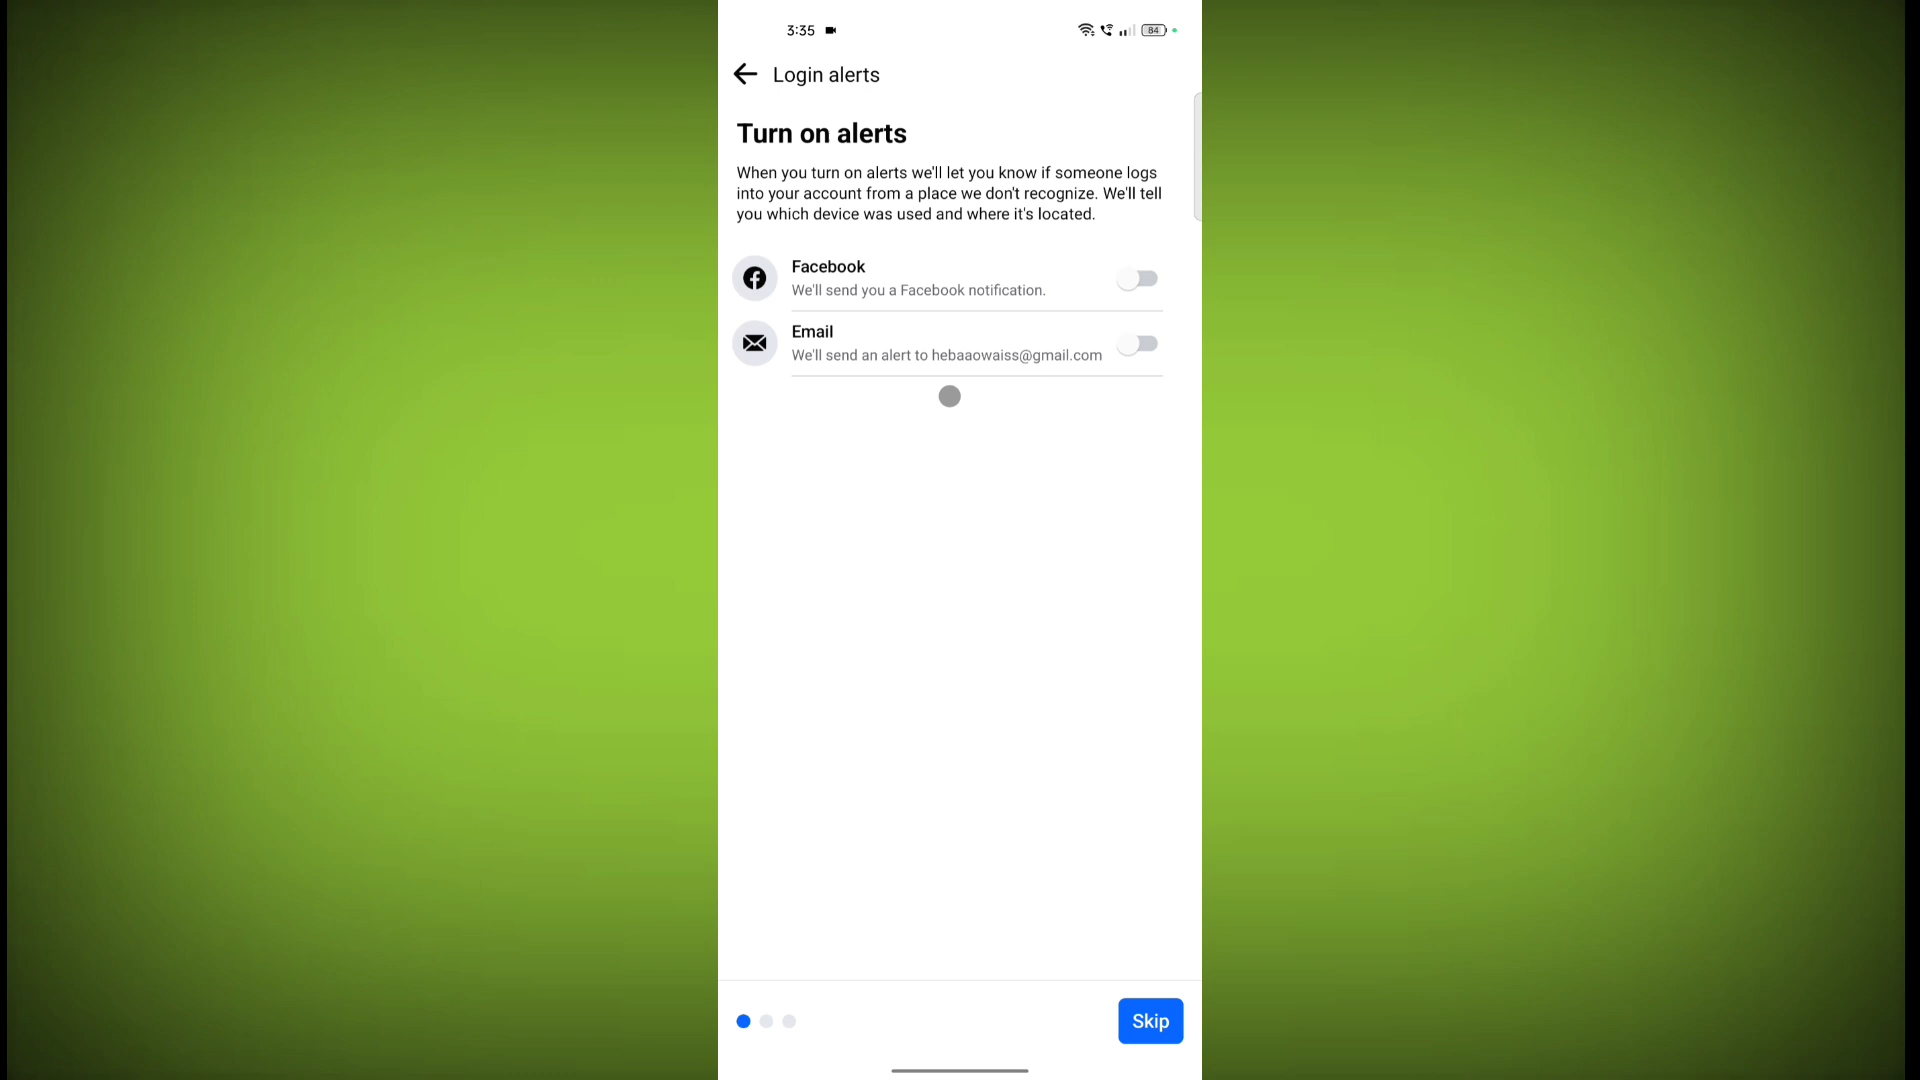 3:35
84
Login alerts
Turn on alerts
When you turn on alerts we'll let you know if someone logs
into your account from a place we don't recognize. We'll tell
you which device was used and where it's located.
Facebook
We'll send you a Facebook notification.
Email
We'll send an alert to hebaaowaiss@gmail.com
Skip